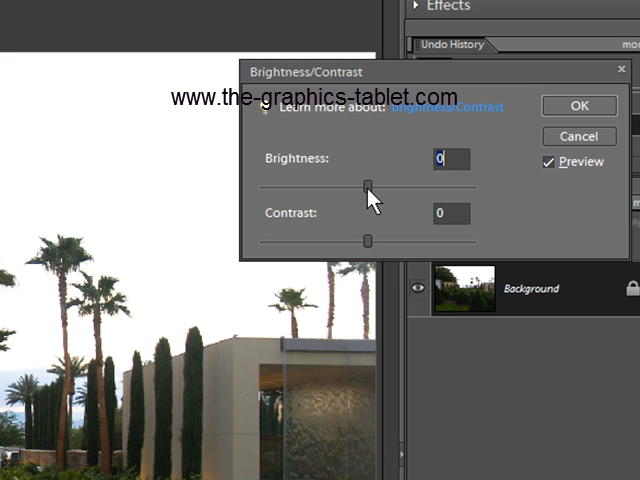 Effects
Undo History
mor
Brightness/Contrast
www.the-graphics-tablet.com
Learn more about: Brightness/Contrast
OK
Cancel
Brightness: 0
Preview
Contrast: 0
Background